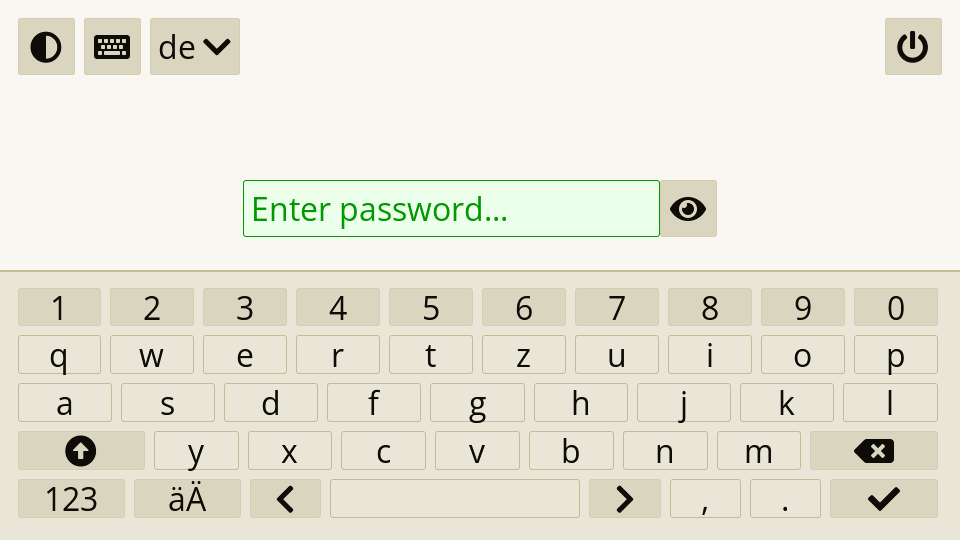 de
Enter password...
1 2 3 4 5 6 7 8 9 0
q w e r t z u i o p
a s d f g h j k l
y x c v b n m
123 äÄ , .